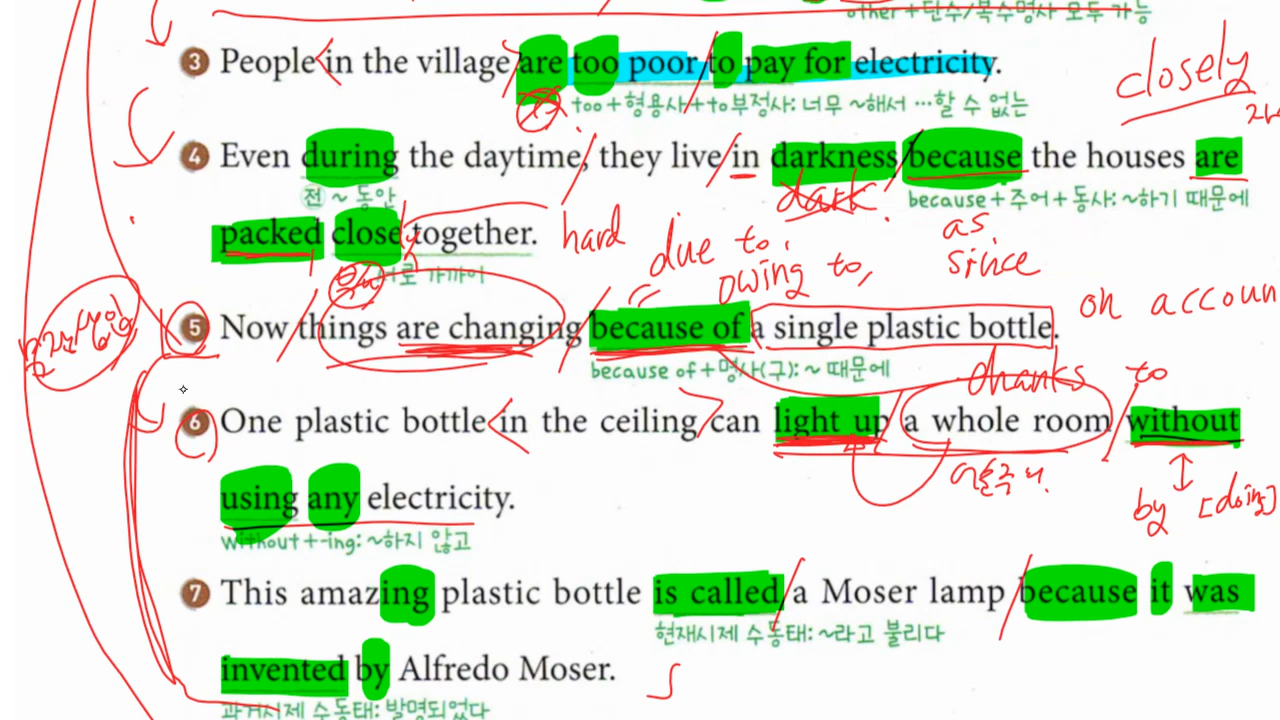 other + 단수/복수명사 모두 가능
3 People in the village are too poor to pay for electricity.
closely
too + 형용사 + to부정사: 너무 ~해서 …할 수 없는
4 Even during the daytime, they live in darkness because the houses are
전 ~ 동안
dark
because + 주어 + 동사: ~하기 때문에
packed close together. hard
as
since
due to,
owing to,
on accoun
5 Now things are changing because of a single plastic bottle.
because of + 명사(구): ~ 때문에
thanks to
6 One plastic bottle in the ceiling can light up a whole room without
by [doing]
using any electricity.
without + -ing: ~하지 않고
7 This amazing plastic bottle is called a Moser lamp because it was
현재시제 수동태: ~라고 불리다
invented by Alfredo Moser.
과거시제 수동태: 발명되었다